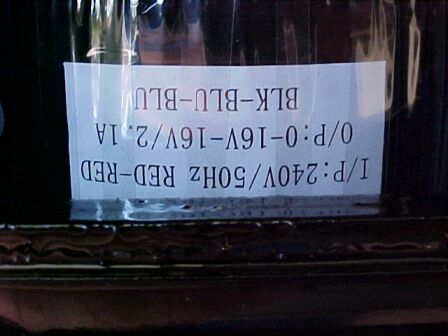 I/P:240V/50Hz RED-RED
O/P:0-16V-16V/2.1A
BLK-BLU-BLU